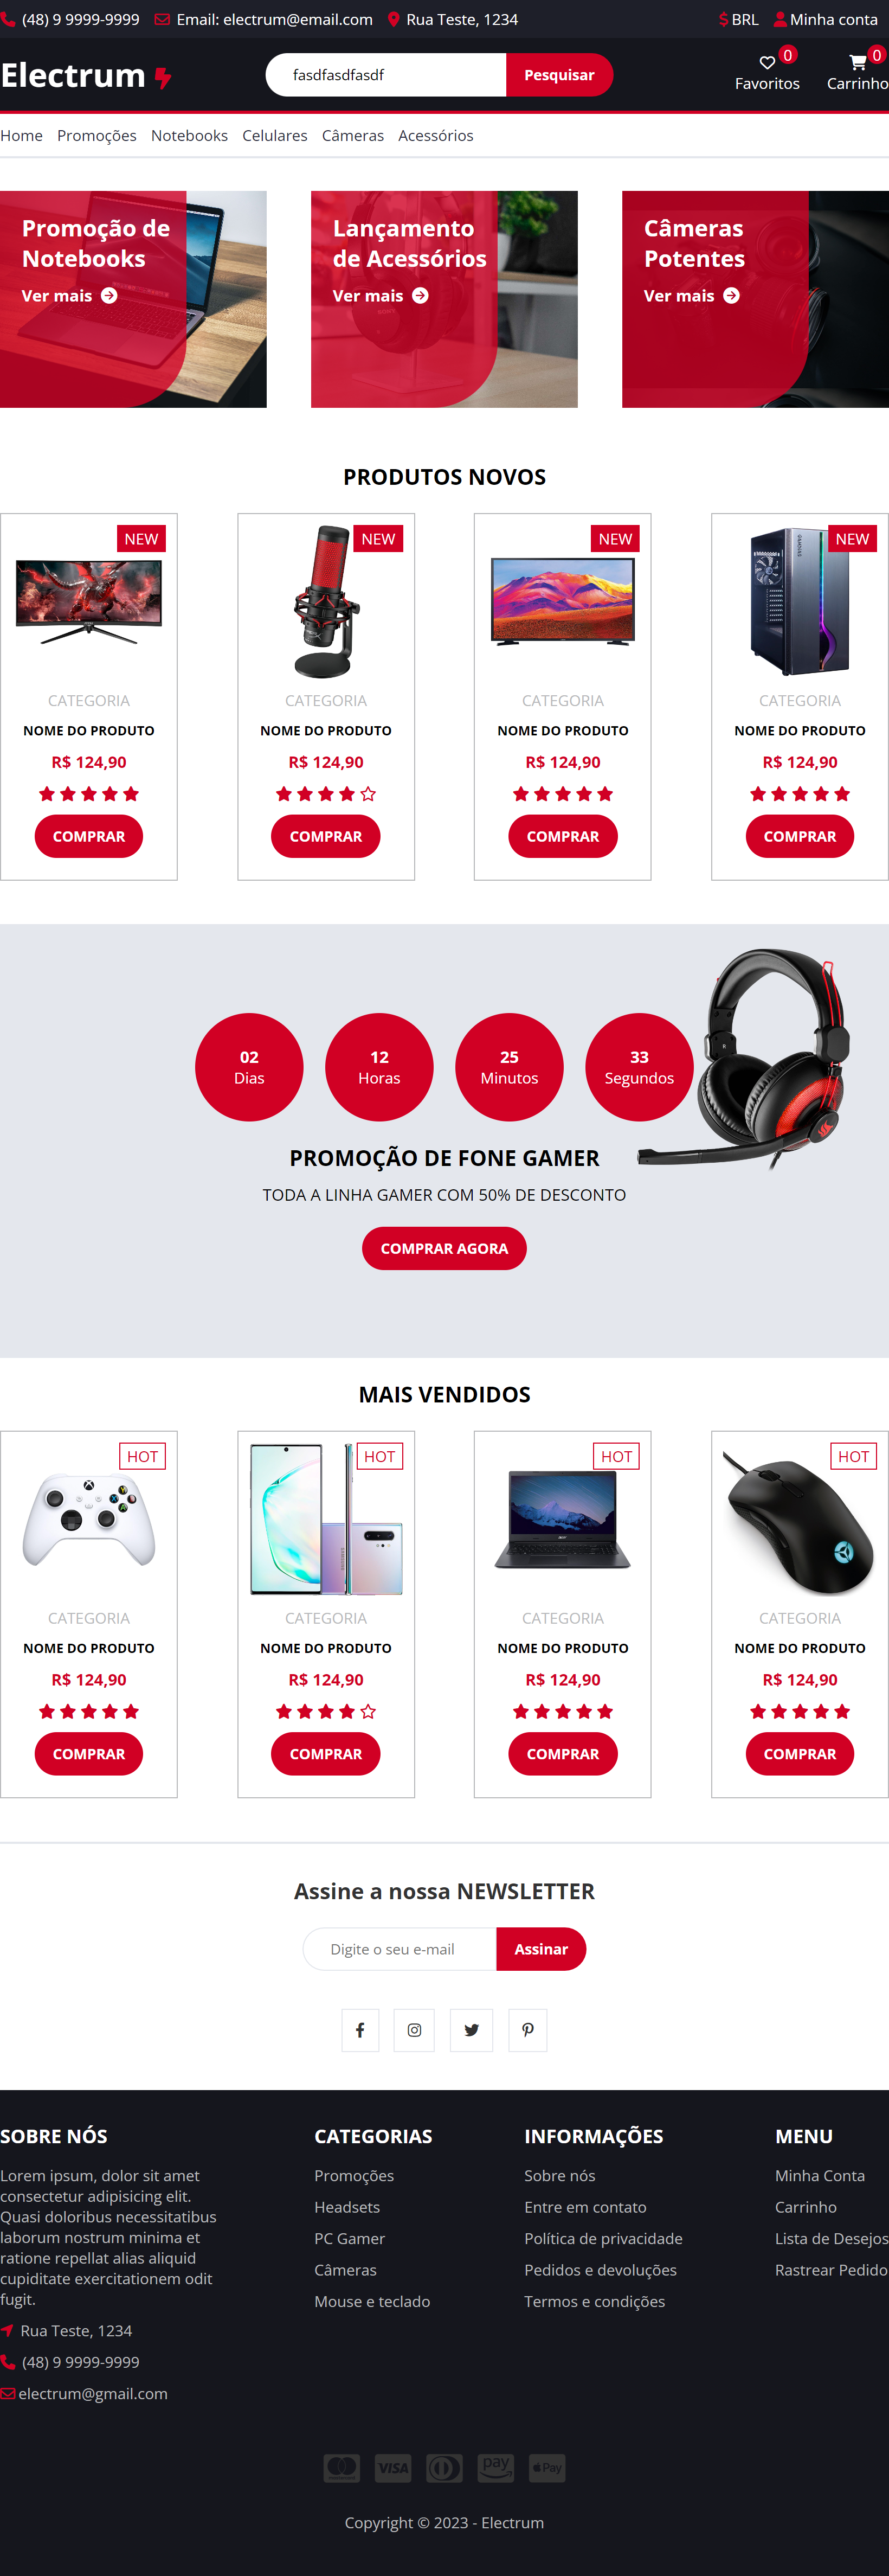 (48) 9 9999-9999 Email: electrum@email.com Rua Teste, 1234 BRL Minha conta
Electrum fasdfasdfasdf Pesquisar
0 0
Favoritos Carrinho
Home Promoções Notebooks Celulares Câmeras Acessórios
Promoção de
Notebooks
Ver mais
Lançamento
de Acessórios
Ver mais
Câmeras
Potentes
Ver mais
PRODUTOS NOVOS
NEW NEW NEW NEW
CATEGORIA CATEGORIA CATEGORIA CATEGORIA
NOME DO PRODUTO NOME DO PRODUTO NOME DO PRODUTO NOME DO PRODUTO
R$ 124,90 R$ 124,90 R$ 124,90 R$ 124,90
COMPRAR COMPRAR COMPRAR COMPRAR
02 12 25 33
Dias Horas Minutos Segundos
R
PROMOÇÃO DE FONE GAMER
TODA A LINHA GAMER COM 50% DE DESCONTO
COMPRAR AGORA
MAIS VENDIDOS
HOT HOT HOT HOT
CATEGORIA CATEGORIA CATEGORIA CATEGORIA
NOME DO PRODUTO NOME DO PRODUTO NOME DO PRODUTO NOME DO PRODUTO
R$ 124,90 R$ 124,90 R$ 124,90 R$ 124,90
COMPRAR COMPRAR COMPRAR COMPRAR
Assine a nossa NEWSLETTER
Digite o seu e-mail Assinar
SOBRE NÓS
Lorem ipsum, dolor sit amet
consectetur adipisicing elit.
Quasi doloribus necessitatibus
laborum nostrum minima et
ratione repellat alias aliquid
cupiditate exercitationem odit
fugit.
Rua Teste, 1234
(48) 9 9999-9999
electrum@gmail.com
CATEGORIAS
Promoções
Headsets
PC Gamer
Câmeras
Mouse e teclado
INFORMAÇÕES
Sobre nós
Entre em contato
Política de privacidade
Pedidos e devoluções
Termos e condições
MENU
Minha Conta
Carrinho
Lista de Desejos
Rastrear Pedido
VISA pay Pay
Copyright © 2023 - Electrum